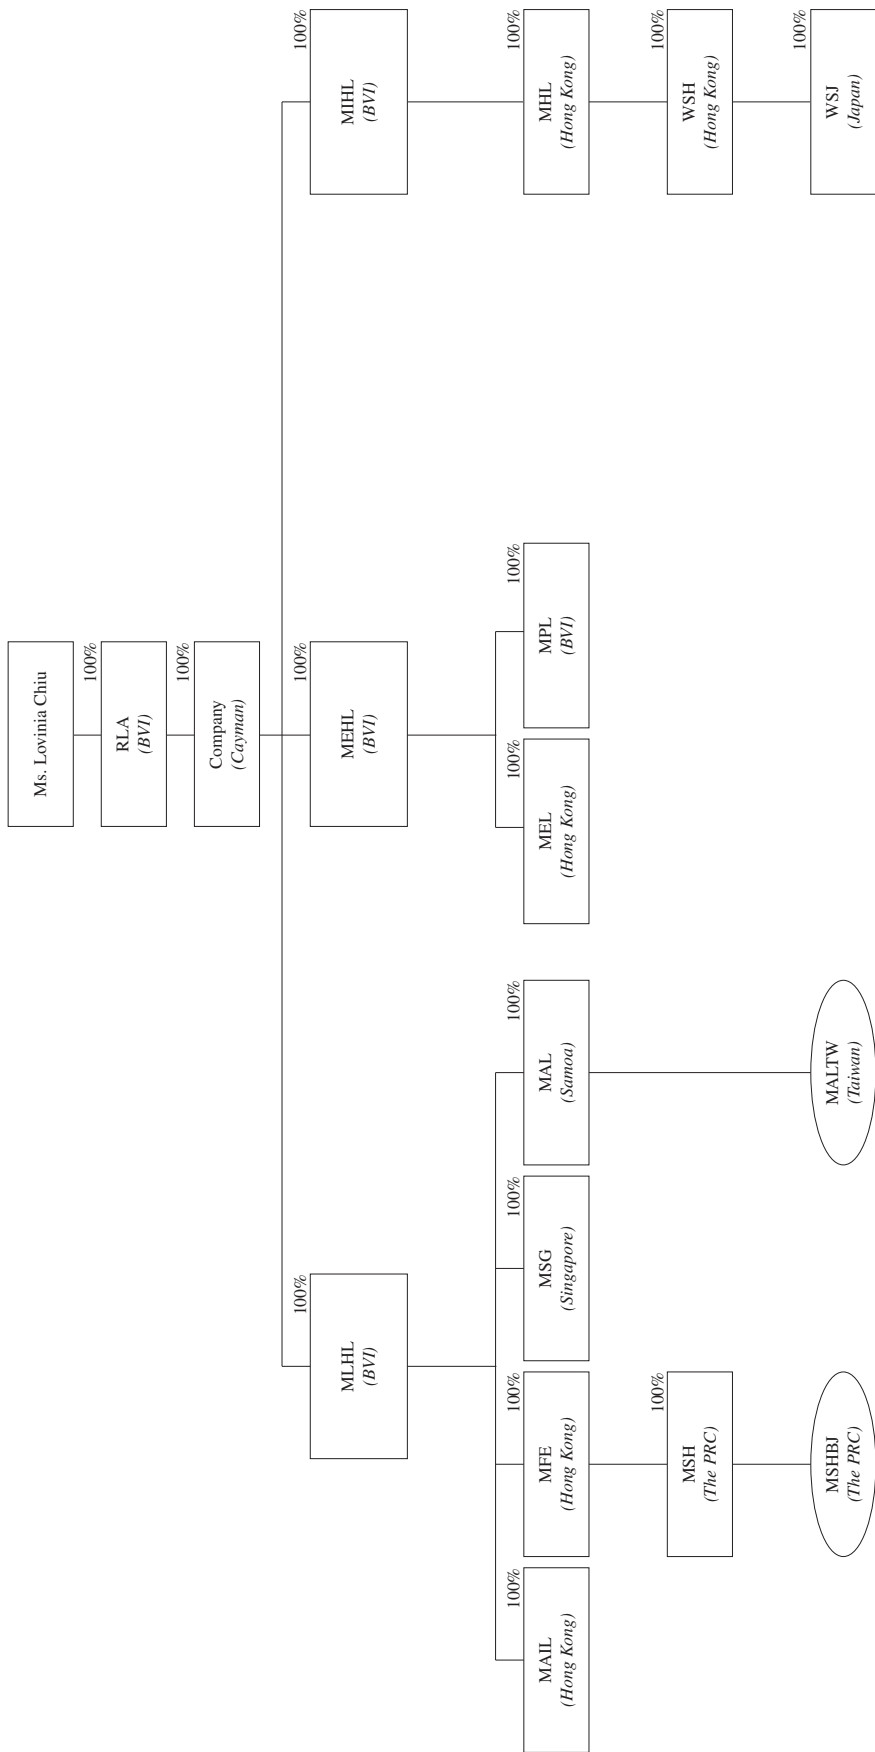 Ms. Lovinia Chiu
100%
RLA
(BVI)
100%
Company
(Cayman)
100%
MLHL
(BVI)
100%
MEHL
(BVI)
100%
MIHL
(BVI)
100%
MAIL
(Hong Kong)
100%
MFE
(Hong Kong)
100%
MSG
(Singapore)
100%
MAL
(Samoa)
100%
MEL
(Hong Kong)
100%
MPL
(BVI)
100%
MHL
(Hong Kong)
100%
MSH
(The PRC)
100%
WSH
(Hong Kong)
MSHBJ
(The PRC)
MALTW
(Taiwan)
100%
WSJ
(Japan)